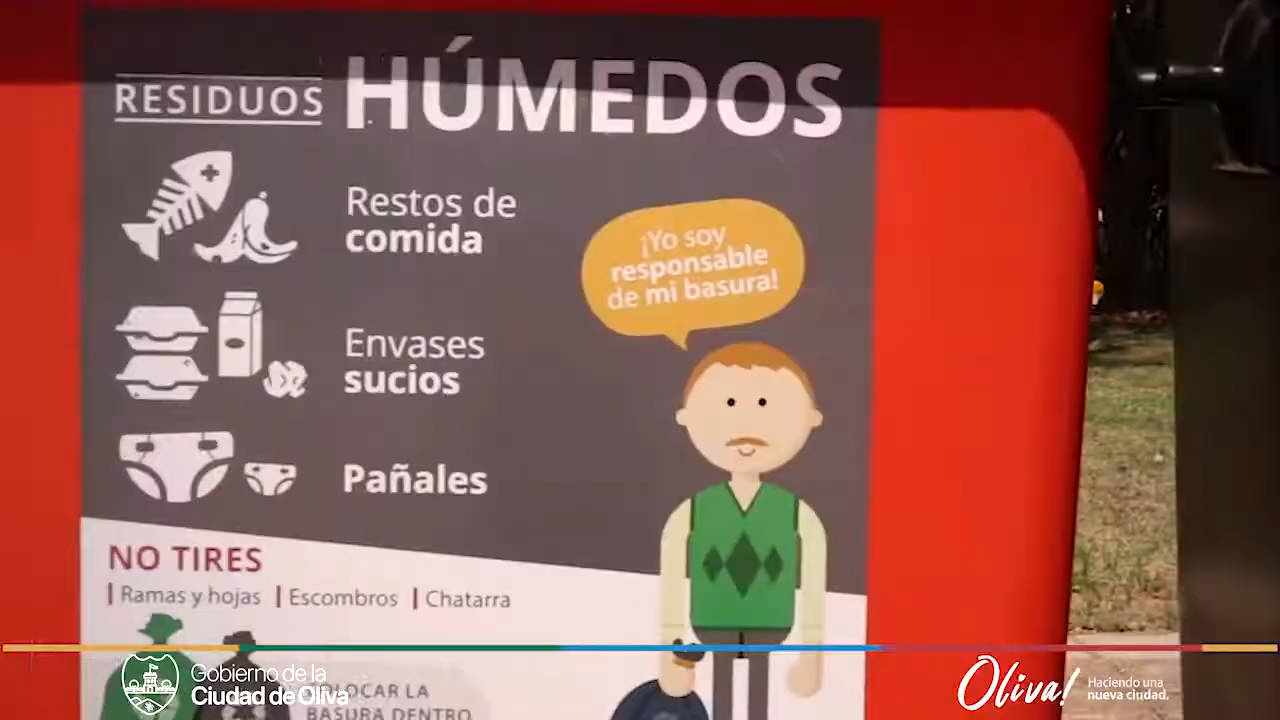 RESIDUOS HÚMEDOS
Restos de
comida
¡Yo soy
responsable
de mi basura!
Envases
sucios
Pañales
NO TIRES
Ramas y hojas | Escombros | Chatarra
LOCAR LA
BASURA DENTRO
Gobierno de la
Ciudad de Oliva
Oliva!
Haciendo una
nueva ciudad.